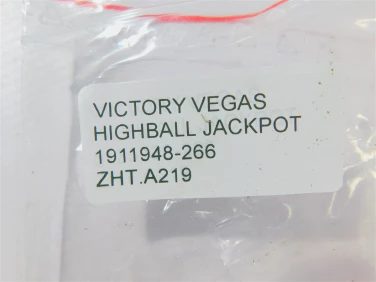 VICTORY VEGAS
HIGHBALL JACKPOT
1911948-266
ZHT.A219